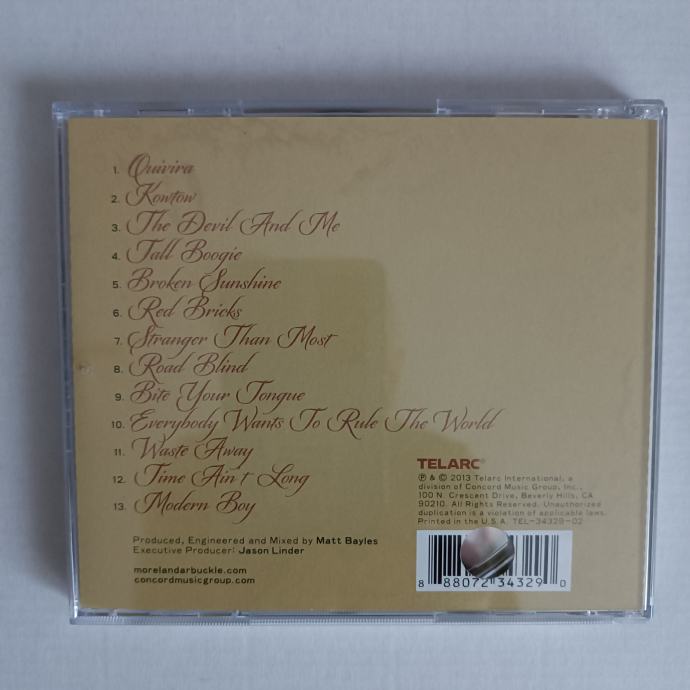 1. Quivira
2. Kowtow
3. The Devil And Me
4. Tall Boogie
5. Broken Sunshine
6. Red Bricks
7. Stranger Than Most
8. Road Blind
9. Bite Your Tongue
10. Everybody Wants To Rule The World
11. Waste Away
12. Time Ain't Long
13. Modern Boy
TELARC®
℗ & © 2013 Telarc International, a
division of Concord Music Group, Inc.,
100 N. Crescent Drive, Beverly Hills, CA
90210. All Rights Reserved. Unauthorized
duplication is a violation of applicable laws.
Printed in the U.S.A. TEL-34329-02
Produced, Engineered and Mixed by Matt Bayles
Executive Producer: Jason Linder
morelandarbuckle.com
concordmusicgroup.com
8 88072 34329 0